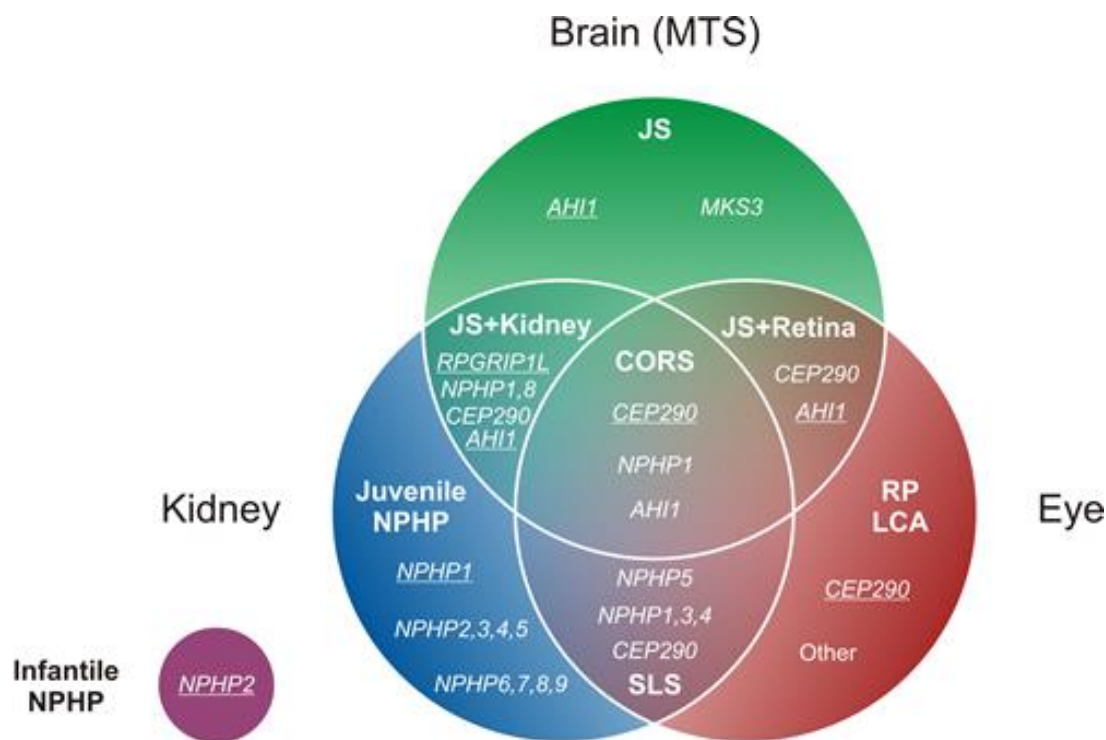 Brain (MTS)
JS
AHI1
MKS3
JS+Kidney
RPGRIP1L
NPHP1,8
CEP290
AHI1
CORS
CEP290
NPHP1
AHI1
JS+Retina
CEP290
AHI1
Kidney
Juvenile
NPHP
NPHP1
NPHP2,3,4,5
NPHP6,7,8,9
NPHP5
NPHP1,3,4
CEP290
SLS
RP
LCA
CEP290
Other
Eye
Infantile
NPHP
NPHP2